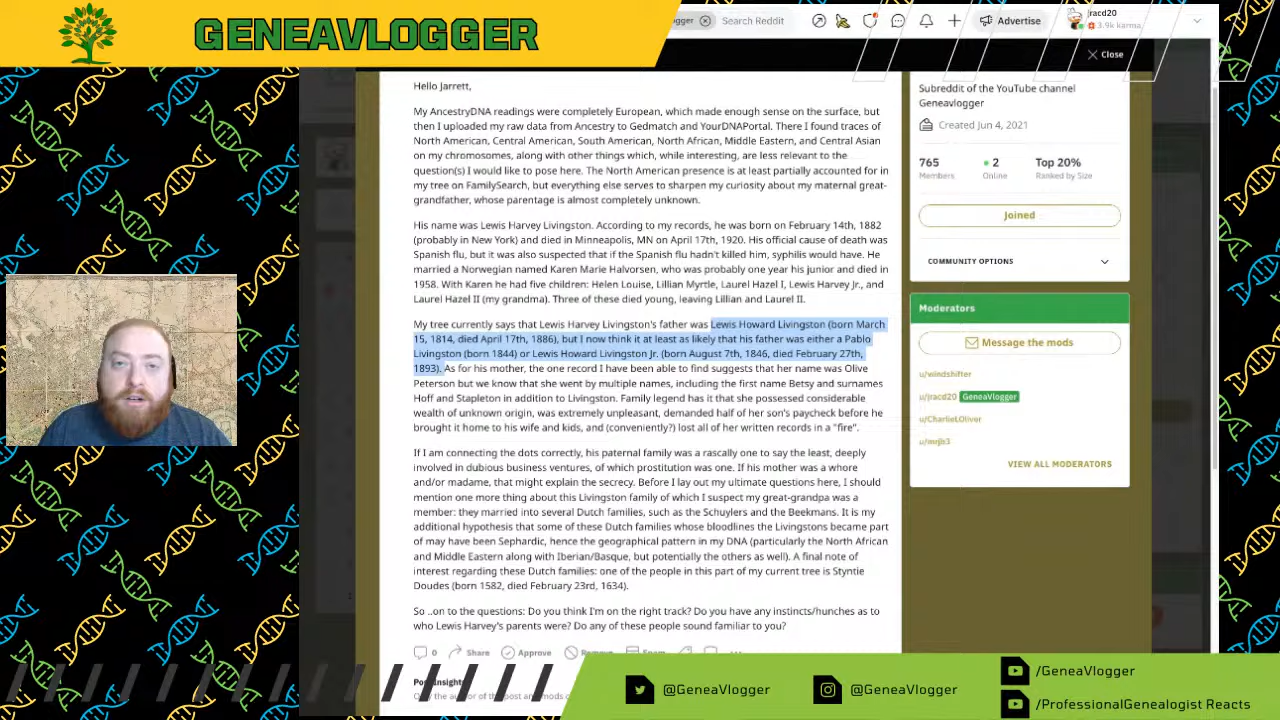 GENEAVLOGGER
Search Reddit
Advertise
jracd20
3.9k karma
Close
Hello Jarrett,
My AncestryDNA readings were completely European, which made enough sense on the surface, but
then I uploaded my raw data from Ancestry to Gedmatch and YourDNAPortal. There I found traces of
North American, Central American, South American, North African, Middle Eastern, and Central Asian
on my chromosomes, along with other things which, while interesting, are less relevant to the
question(s) I would like to pose here. The North American presence is at least partially accounted for in
my tree on FamilySearch, but everything else serves to sharpen my curiosity about my maternal great-
grandfather, whose parentage is almost completely unknown.
His name was Lewis Harvey Livingston. According to my records, he was born on February 14th, 1882
(probably in New York) and died in Minneapolis, MN on April 17th, 1920. His official cause of death was
Spanish flu, but it was also suspected that if the Spanish flu hadn't killed him, syphilis would have. He
married a Norwegian named Karen Marie Halvorsen, who was probably one year his junior and died in
1958. With Karen he had five children: Helen Louise, Lillian Myrtle, Laurel Hazel I, Lewis Harvey Jr., and
Laurel Hazel II (my grandma). Three of these died young, leaving Lillian and Laurel II.
My tree currently says that Lewis Harvey Livingston's father was Lewis Howard Livingston (born March
15, 1814, died April 17th, 1886), but I now think it at least as likely that his father was either a Pablo
Livingston (born 1844) or Lewis Howard Livingston Jr. (born August 7th, 1846, died February 27th,
1893). As for his mother, the one record I have been able to find suggests that her name was Olive
Peterson but we know that she went by multiple names, including the first name Betsy and surnames
Hoff and Stapleton in addition to Livingston. Family legend has it that she possessed considerable
wealth of unknown origin, was extremely unpleasant, demanded half of her son's paycheck before he
brought it home to his wife and kids, and (conveniently?) lost all of her written records in a "fire".
If I am connecting the dots correctly, his paternal family was a rascally one to say the least, deeply
involved in dubious business ventures, of which prostitution was one. If his mother was a whore
and/or madame, that might explain the secrecy. Before I lay out my ultimate questions here, I should
mention one more thing about this Livingston family of which I suspect my great-grandpa was a
member: they married into several Dutch families, such as the Schuylers and the Beekmans. It is my
additional hypothesis that some of these Dutch families whose bloodlines the Livingstons became part
of may have been Sephardic, hence the geographical pattern in my DNA (particularly the North African
and Middle Eastern along with Iberian/Basque, but potentially the others as well). A final note of
interest regarding these Dutch families: one of the people in this part of my current tree is Styntie
Doudes (born 1582, died February 23rd, 1634).
So ..on to the questions: Do you think I'm on the right track? Do you have any instincts/hunches as to
who Lewis Harvey's parents were? Do any of these people sound familiar to you?
0 Share Approve
Subreddit of the YouTube channel
Geneavlogger
Created Jun 4, 2021
765 2 Top 20%
Members Online Ranked by Size
Joined
COMMUNITY OPTIONS
Moderators
Message the mods
u/windshifter
u/jracd20 GeneaVlogger
u/CharlieLOliver
VIEW ALL MODERATORS
@GeneaVlogger
@GeneaVlogger
/GeneaVlogger
/ProfessionalGenealogist Reacts